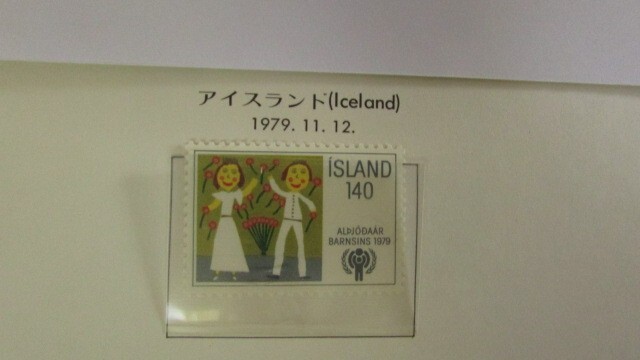 アイスランド(Iceland)
1979. 11. 12.
ÍSLAND
140
ALÞJÓÐAÁR
BARNSINS 1979